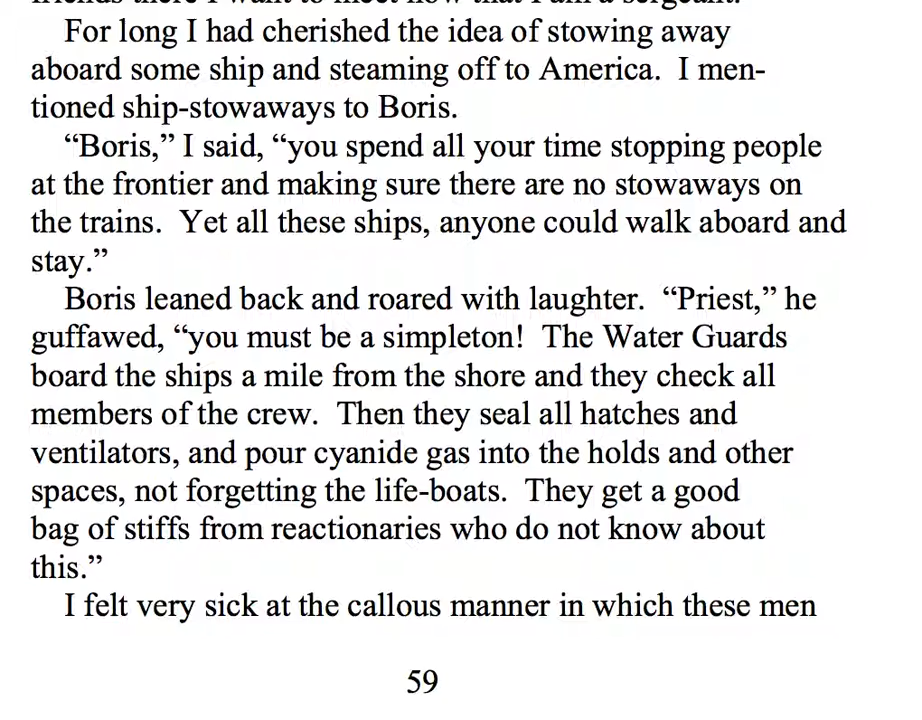 friends there I want to meet now that I am a sergeant.”
For long I had cherished the idea of stowing away
aboard some ship and steaming off to America.  I men-
tioned ship-stowaways to Boris.
“Boris,” I said, “you spend all your time stopping people
at the frontier and making sure there are no stowaways on
the trains.  Yet all these ships, anyone could walk aboard and
stay.”
Boris leaned back and roared with laughter.  “Priest,” he
guffawed, “you must be a simpleton!  The Water Guards
board the ships a mile from the shore and they check all
members of the crew.  Then they seal all hatches and
ventilators, and pour cyanide gas into the holds and other
spaces, not forgetting the life-boats.  They get a good
bag of stiffs from reactionaries who do not know about
this.”
I felt very sick at the callous manner in which these men
59